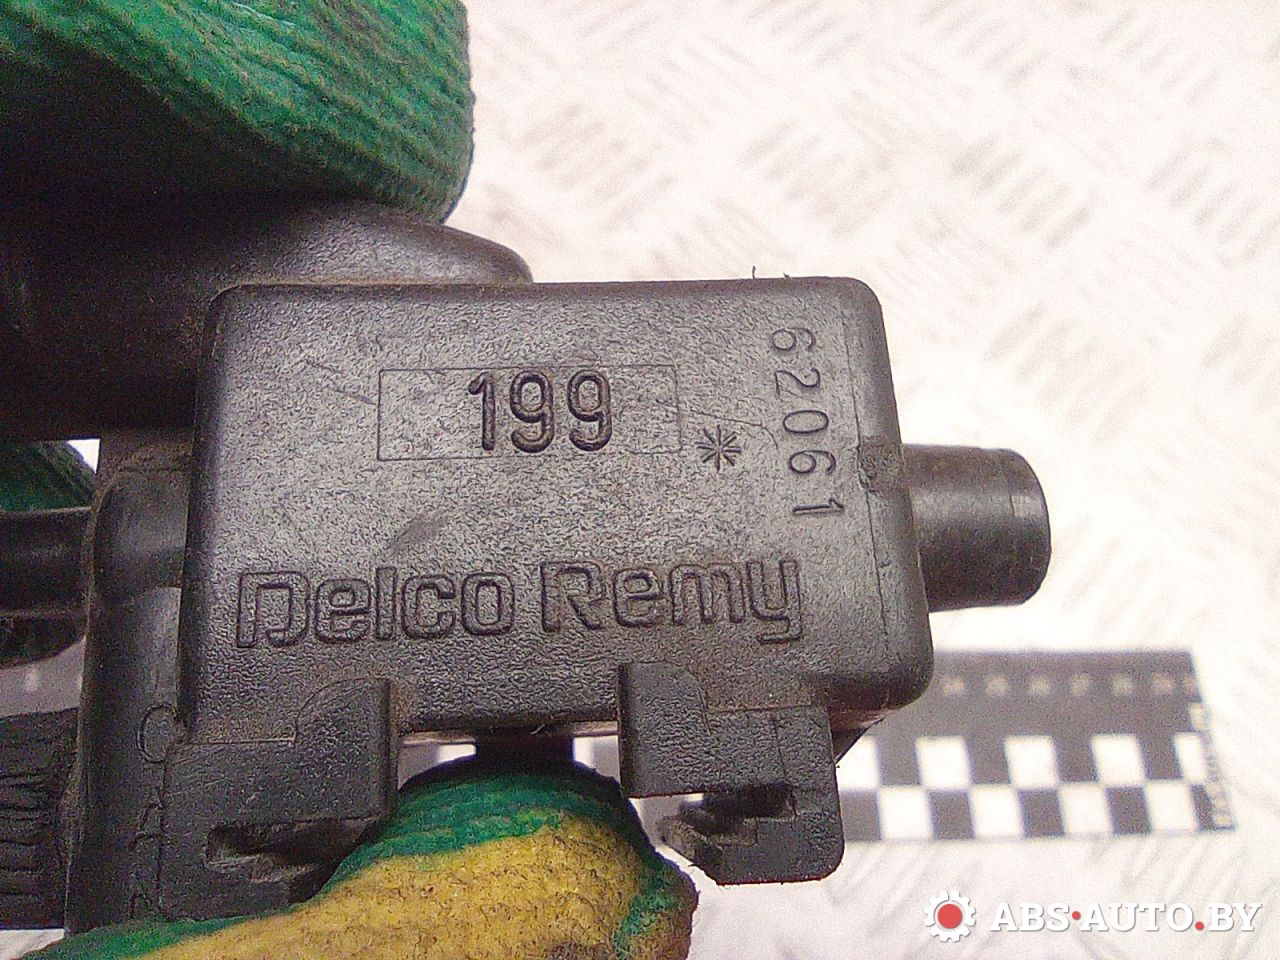 199
62061
Delco Remy
ABS-AUTO.BY